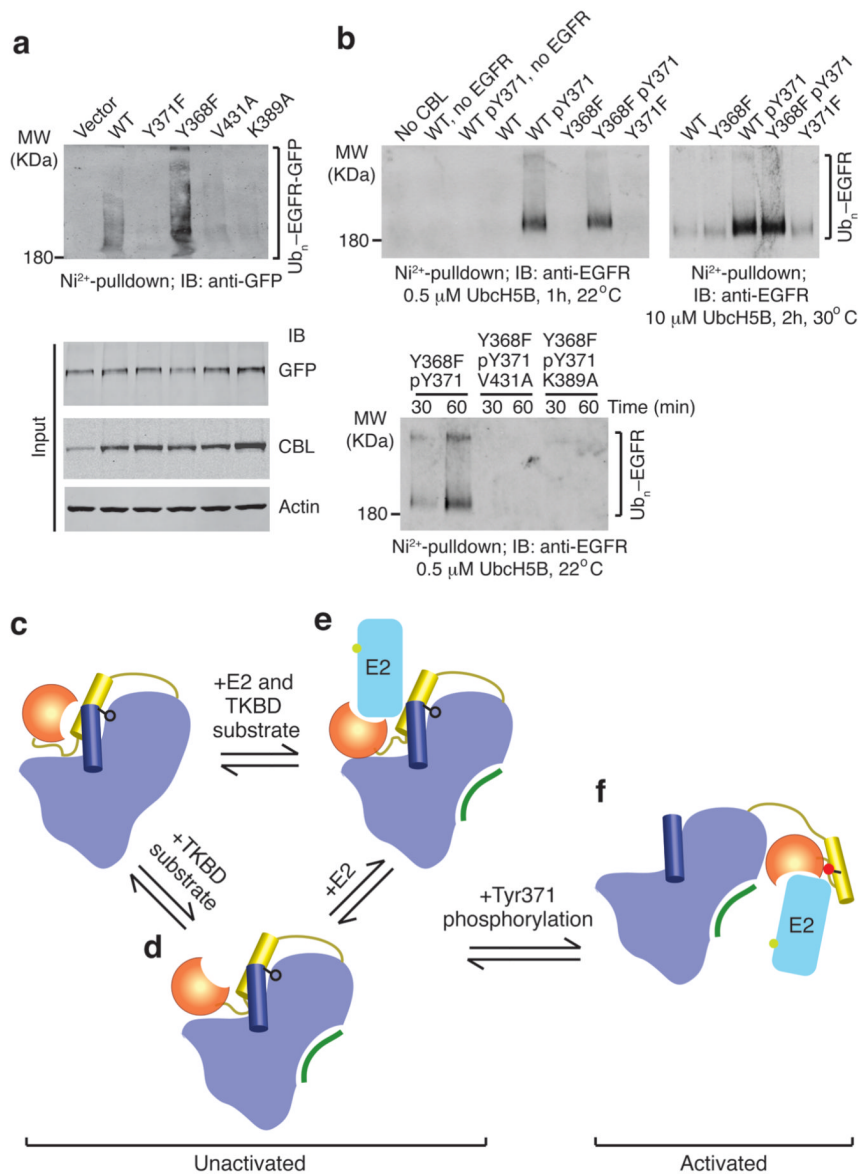 a
Vector
WT
Y371F
Y368F
V431A
K389A
MW
(KDa)
180
Ubn–EGFR-GFP
Ni2+-pulldown; IB: anti-GFP
IB
GFP
CBL
Actin
Input
b
No CBL
WT, no EGFR
WT pY371, no EGFR
WT
WT pY371
Y368F
Y368F pY371
Y371F
MW
(KDa)
180
Ni2+-pulldown; IB: anti-EGFR
0.5 μM UbcH5B, 1h, 22°C
WT
Y368F
WT pY371
Y368F pY371
Y371F
Ubn–EGFR
Ni2+-pulldown;
IB: anti-EGFR
10 μM UbcH5B, 2h, 30°C
Y368F
pY371
Y368F
pY371
V431A
Y368F
pY371
K389A
30 60 30 60 30 60 Time (min)
MW
(KDa)
180
Ubn–EGFR
Ni2+-pulldown; IB: anti-EGFR
0.5 μM UbcH5B, 22°C
c
+E2 and
TKBD
substrate
e
E2
+TKBD
substrate
+E2
d
+Tyr371
phosphorylation
f
E2
Unactivated
Activated